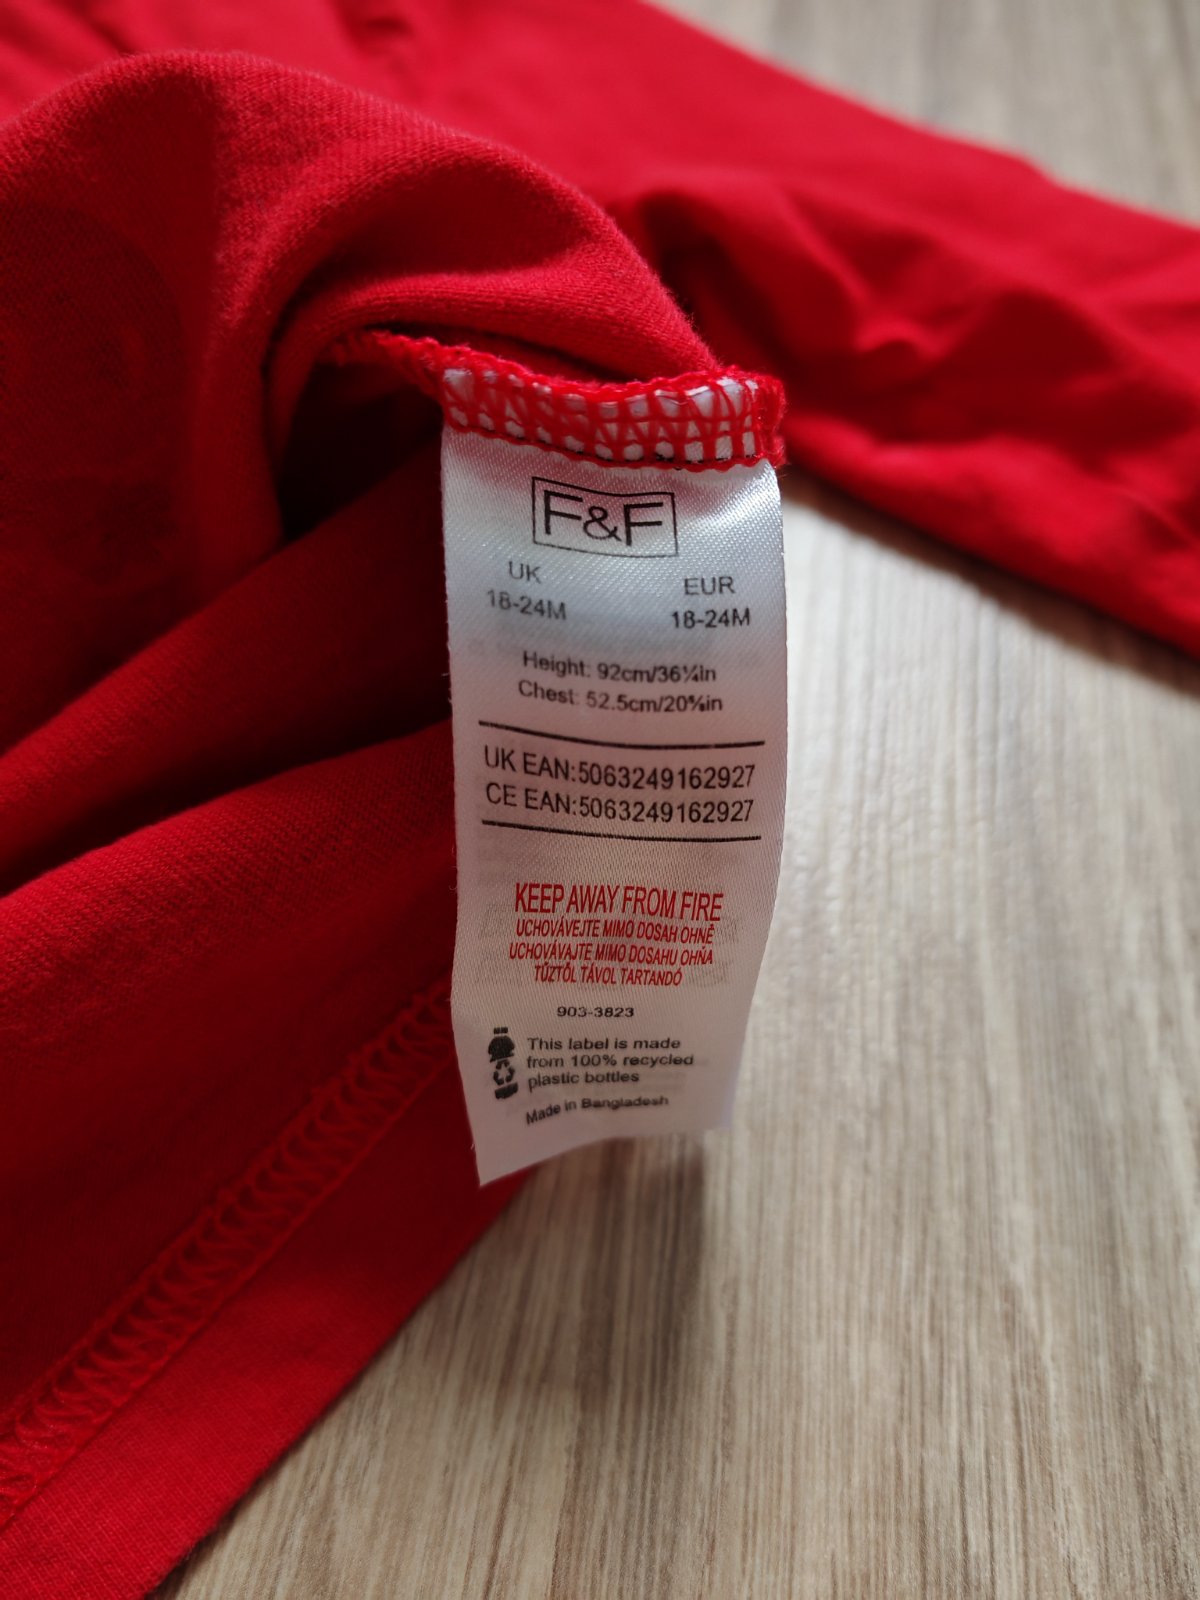 F&F
UK EUR
18-24M 18-24M
Height: 92cm/36¼in
Chest: 52.5cm/20⅝in
UK EAN:5063249162927
CE EAN:5063249162927
KEEP AWAY FROM FIRE
UCHOVÁVEJTE MIMO DOSAH OHNĚ
UCHOVÁVAJTE MIMO DOSAHU OHŇA
TŰZTŐL TÁVOL TARTANDÓ
903-3823
This label is made
from 100% recycled
plastic bottles
Made in Bangladesh